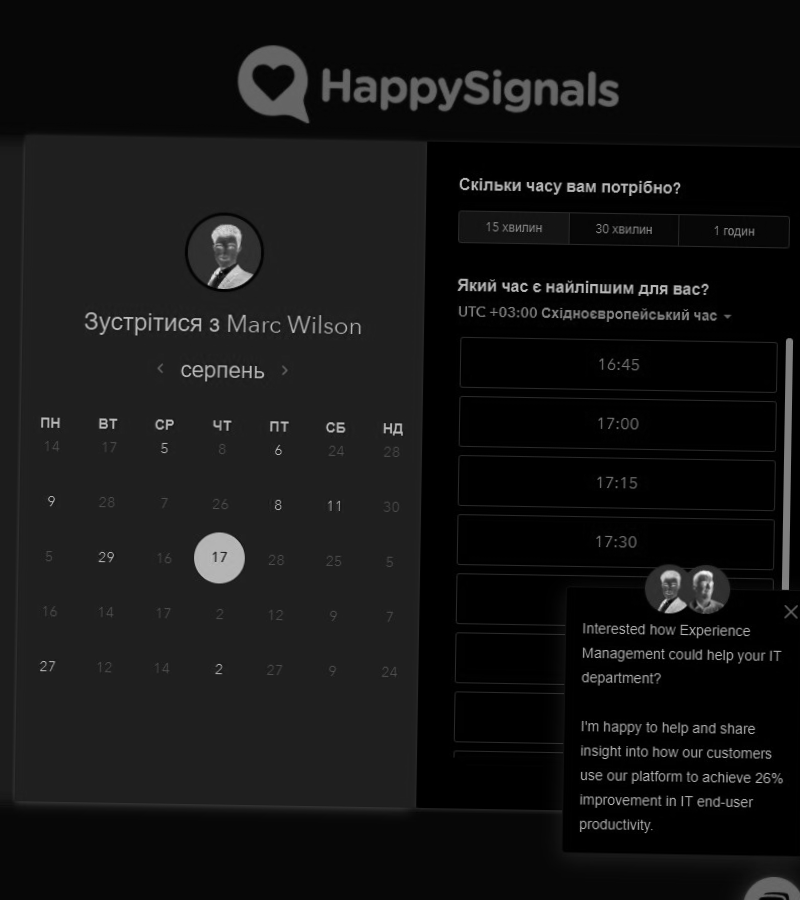 HappySignals
Зустрітися з Marc Wilson
серпень
ПН ВТ СР ЧТ ПТ СБ НД
14 17 5 8 6 24 28
9 28 7 26 8 11 30
5 29 16 17 28 25 5
16 14 17 2 12 9 7
27 12 14 2 27 9 24
Скільки часу вам потрібно?
15 хвилин 30 хвилин 1 годин
Який час є найліпшим для вас?
UTC +03:00 Східноєвропейський час
16:45
17:00
17:15
17:30
Interested how Experience
Management could help your IT
department?
I'm happy to help and share
insight into how our customers
use our platform to achieve 26%
improvement in IT end-user
productivity.